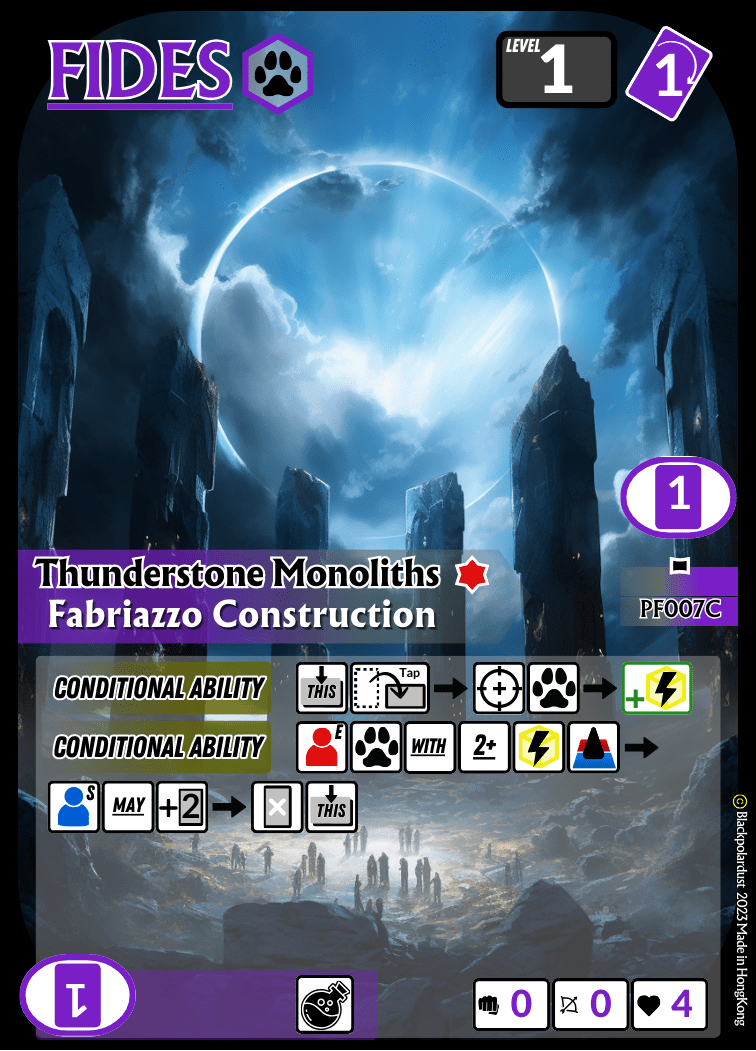 FIDES
LEVEL 1
1
1
Thunderstone Monoliths
Fabriazzo Construction
PF007C
CONDITIONAL ABILITY THIS Tap +
CONDITIONAL ABILITY E WITH 2+
S MAY +2 × THIS
1
0 0 4
© Blackpolardust 2023 Made in HongKong